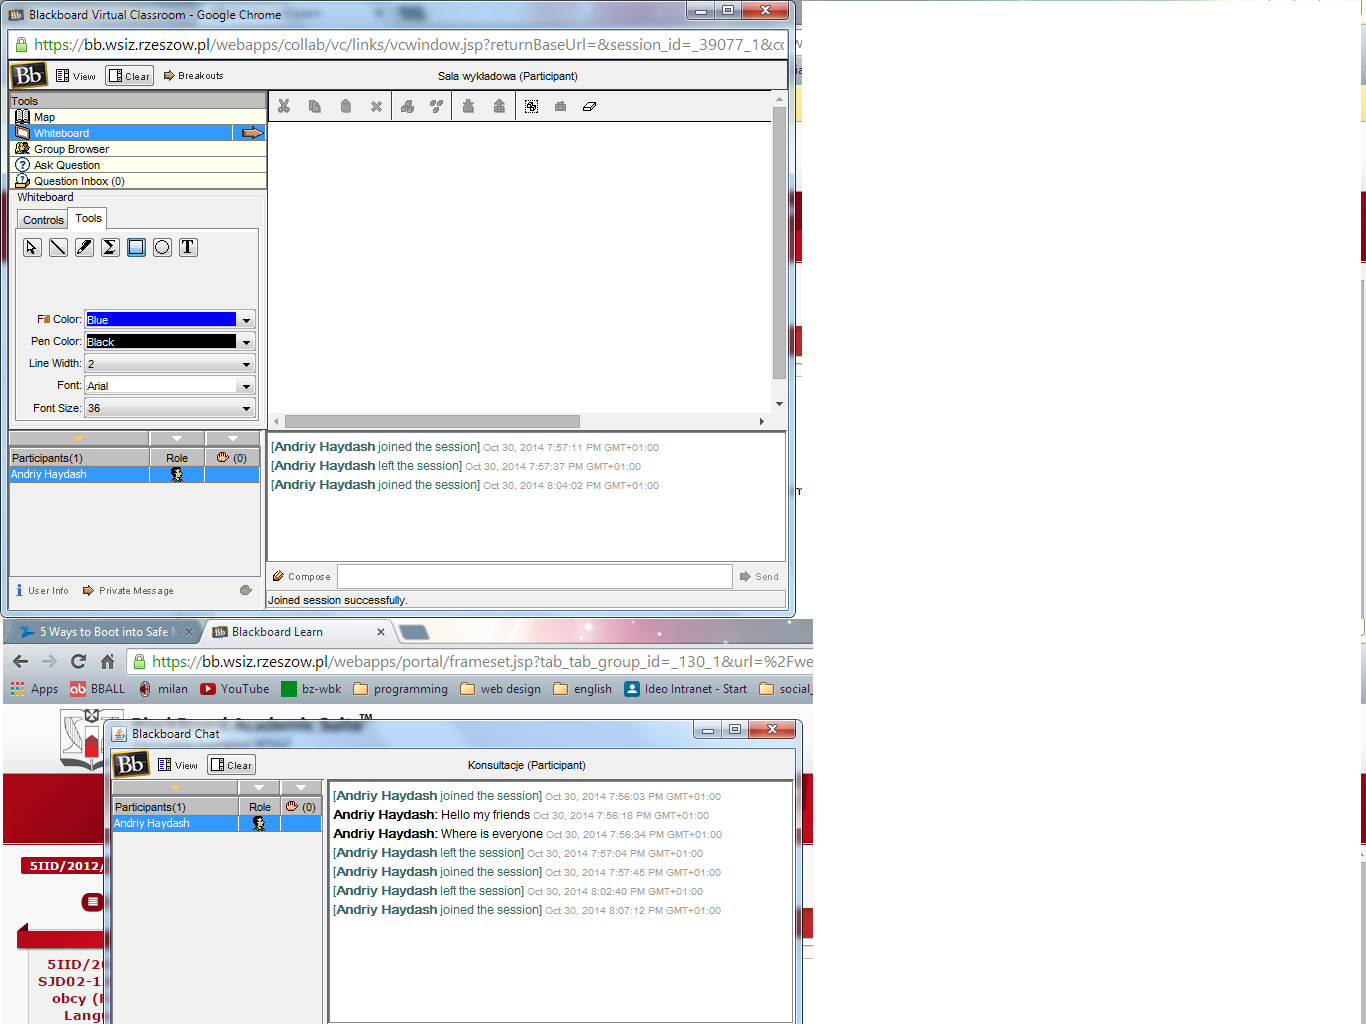 Blackboard Virtual Classroom - Google Chrome
https://bb.wsiz.rzeszow.pl/webapps/collab/vc/links/vcwindow.jsp?returnBaseUrl=&session_id=_39077_1&cc
Bb View Clear Breakouts Sala wykładowa (Participant)
Tools
Map
Whiteboard
Group Browser
Ask Question
Question Inbox (0)
Whiteboard
Controls Tools
T
Fill Color: Blue
Pen Color: Black
Line Width: 2
Font: Arial
Font Size: 36
Participants(1) Role (0)
Andriy Haydash
User Info Private Message
[Andriy Haydash joined the session] Oct 30, 2014 7:57:11 PM GMT+01:00
[Andriy Haydash left the session] Oct 30, 2014 7:57:37 PM GMT+01:00
[Andriy Haydash joined the session] Oct 30, 2014 8:04:02 PM GMT+01:00
Compose Send
Joined session successfully.
5 Ways to Boot into Safe Blackboard Learn
https://bb.wsiz.rzeszow.pl/webapps/portal/frameset.jsp?tab_tab_group_id=_130_1&url=%2Fwe
Apps BBALL milan YouTube bz-wbk programming web design english Ideo Intranet - Start social_
BlackBoard Academic Suite™
Blackboard Chat
Bb View Clear Konsultacje (Participant)
Participants(1) Role (0)
Andriy Haydash
[Andriy Haydash joined the session] Oct 30, 2014 7:56:03 PM GMT+01:00
Andriy Haydash: Hello my friends Oct 30, 2014 7:56:18 PM GMT+01:00
Andriy Haydash: Where is everyone Oct 30, 2014 7:56:34 PM GMT+01:00
[Andriy Haydash left the session] Oct 30, 2014 7:57:04 PM GMT+01:00
[Andriy Haydash joined the session] Oct 30, 2014 7:57:45 PM GMT+01:00
[Andriy Haydash left the session] Oct 30, 2014 8:02:40 PM GMT+01:00
[Andriy Haydash joined the session] Oct 30, 2014 8:07:12 PM GMT+01:00
5IID/2012/
5IID/20
SJD02-1
obcy (
Lang